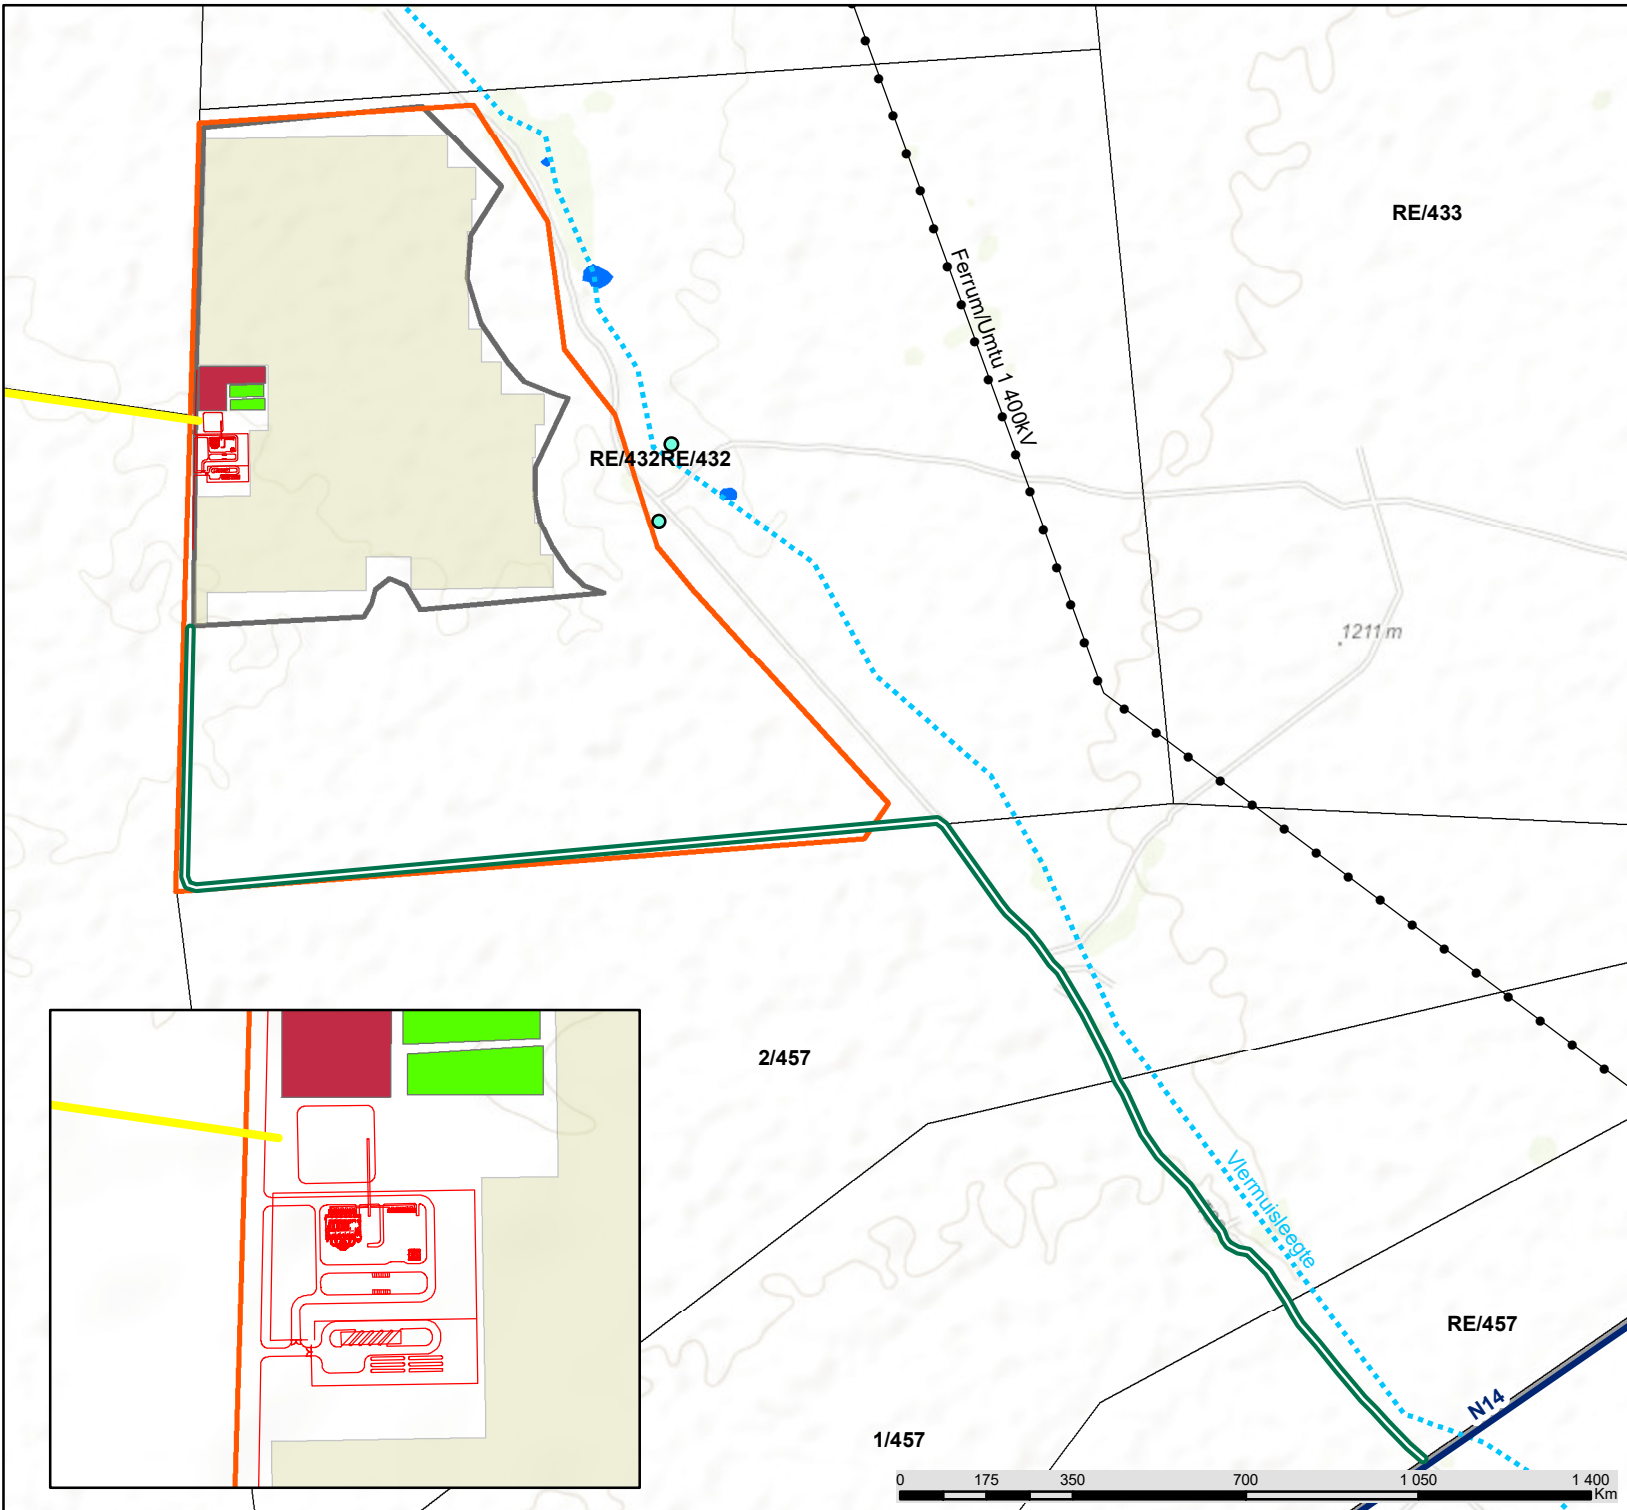 RE/433
Ferrum/Umtu 1 400kV
RE/432RE/432
1211 m
2/457
Vlermuisleegte
RE/457
N14
1/457
0 175 350 700 1 050 1 400
Km